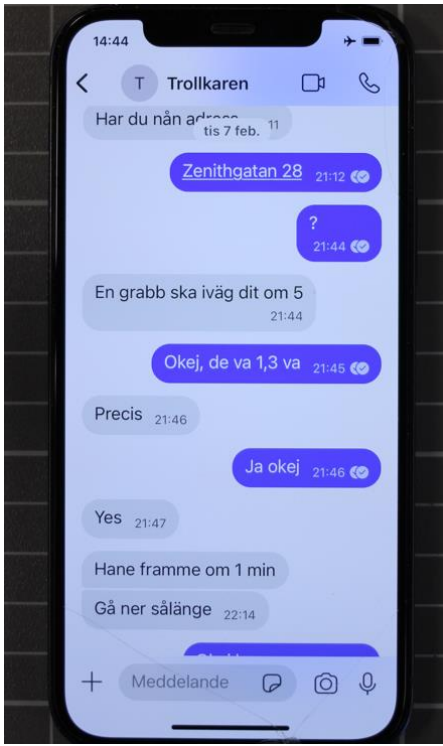 14:44
T Trollkaren
Har du nån
tis 7 feb.
Zenithgatan 28 21:12
?
21:44
En grabb ska iväg dit om 5
21:44
Okej, de va 1,3 va 21:45
Precis 21:46
Ja okej 21:46
Yes 21:47
Hane framme om 1 min
Gå ner sålänge 22:14
Meddelande